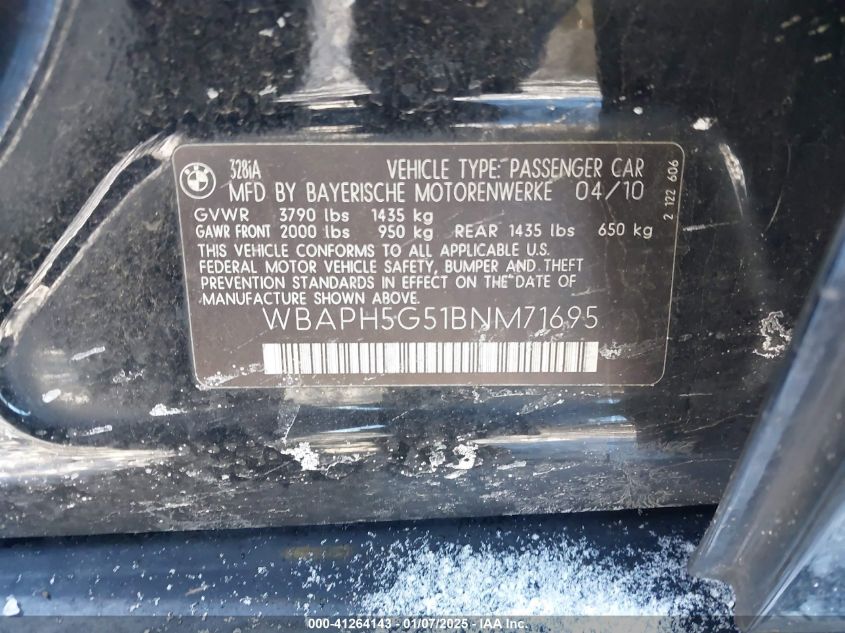 328iA VEHICLE TYPE: PASSENGER CAR
MFD BY BAYERISCHE MOTORENWERKE 04/10
GVWR 3790 lbs 1435 kg
GAWR FRONT 2000 lbs 950 kg REAR 1435 lbs 650 kg
THIS VEHICLE CONFORMS TO ALL APPLICABLE U.S.
FEDERAL MOTOR VEHICLE SAFETY, BUMPER AND THEFT
PREVENTION STANDARDS IN EFFECT ON THE DATE OF
MANUFACTURE SHOWN ABOVE
WBAPH5G51BNM71695
2 122 606
000-41264143 - 01/07/2025 - IAA Inc.